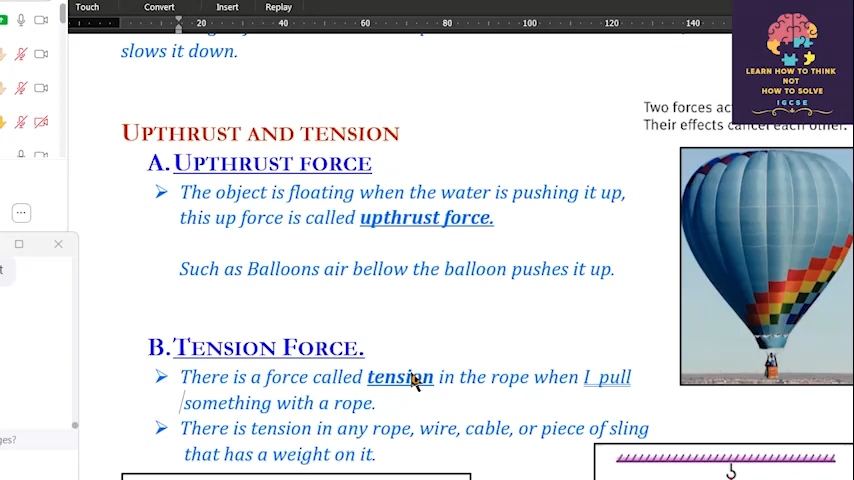 Touch
Convert
Insert
Replay
20
40
60
80
100
120
140
slows it down.
LEARN HOW TO THINK
NOT
HOW TO SOLVE
IGCSE
Two forces
Their effects cancel each other.
UPTHRUST AND TENSION
A. UPTHRUST FORCE
➢ The object is floating when the water is pushing it up,
this up force is called upthrust force.
Such as Balloons air bellow the balloon pushes it up.
B. TENSION FORCE.
➢ There is a force called tension in the rope when I pull
something with a rope.
➢ There is tension in any rope, wire, cable, or piece of sling
that has a weight on it.